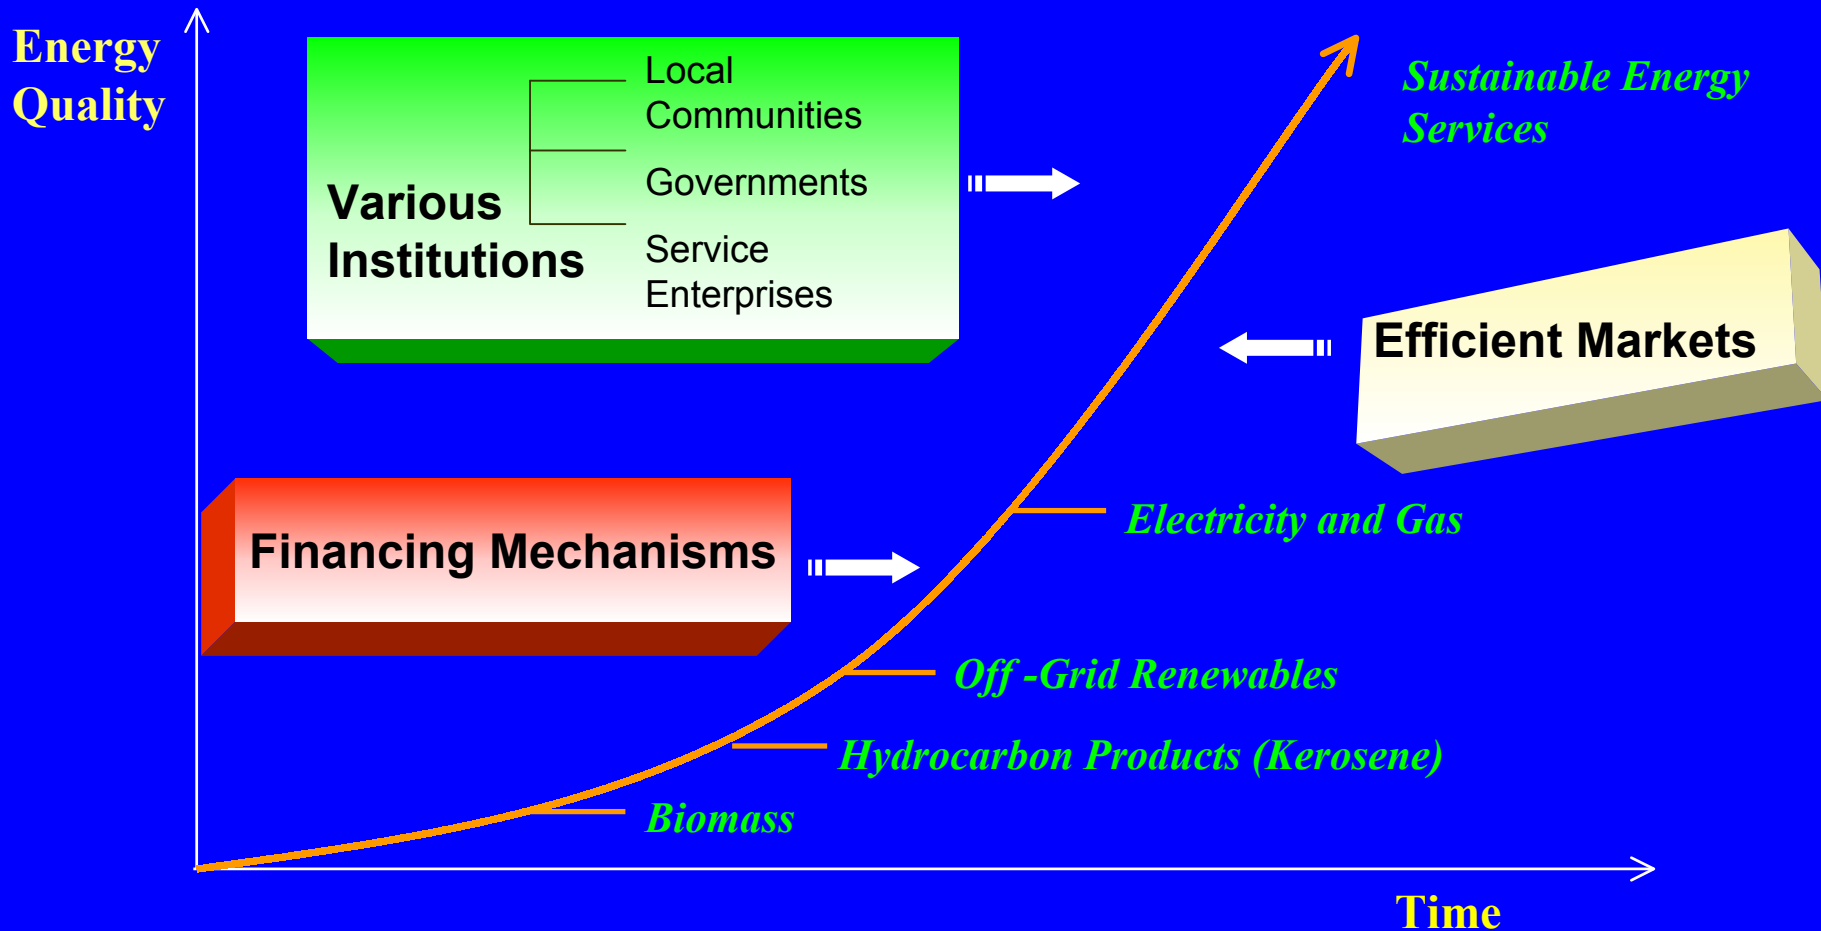 Energy
Quality
Local
Communities
Governments
Various
Institutions
Service
Enterprises
Sustainable Energy
Services
Efficient Markets
Financing Mechanisms
Electricity and Gas
Off -Grid Renewables
Hydrocarbon Products (Kerosene)
Biomass
Time